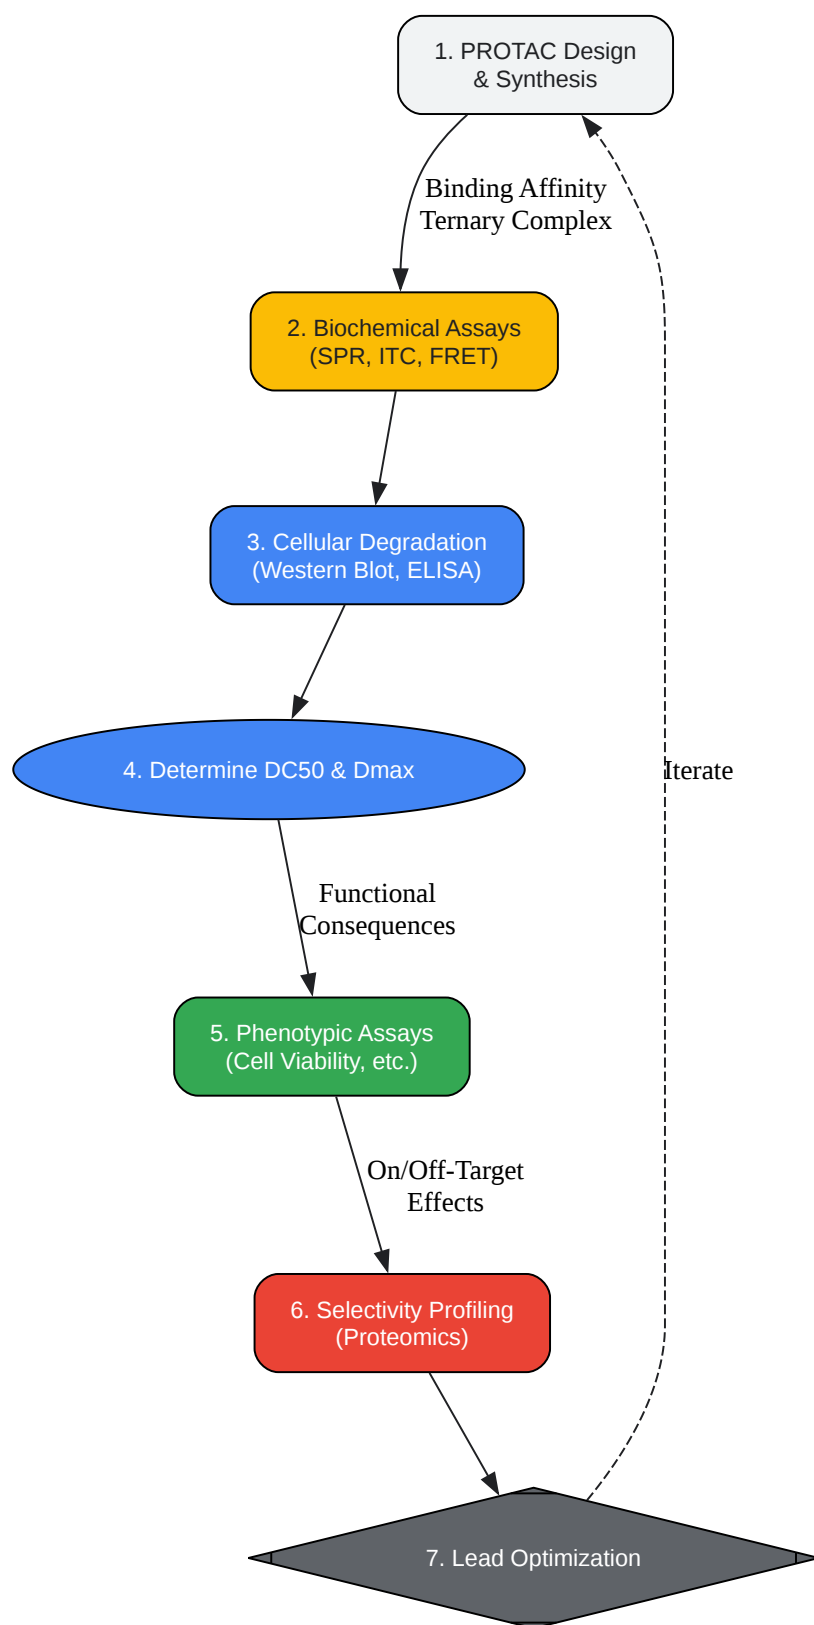 1. PROTAC Design
& Synthesis
Binding Affinity
Ternary Complex
2. Biochemical Assays
(SPR, ITC, FRET)
3. Cellular Degradation
(Western Blot, ELISA)
4. Determine DC50 & Dmax
Iterate
Functional
Consequences
5. Phenotypic Assays
(Cell Viability, etc.)
On/Off-Target
Effects
6. Selectivity Profiling
(Proteomics)
7. Lead Optimization